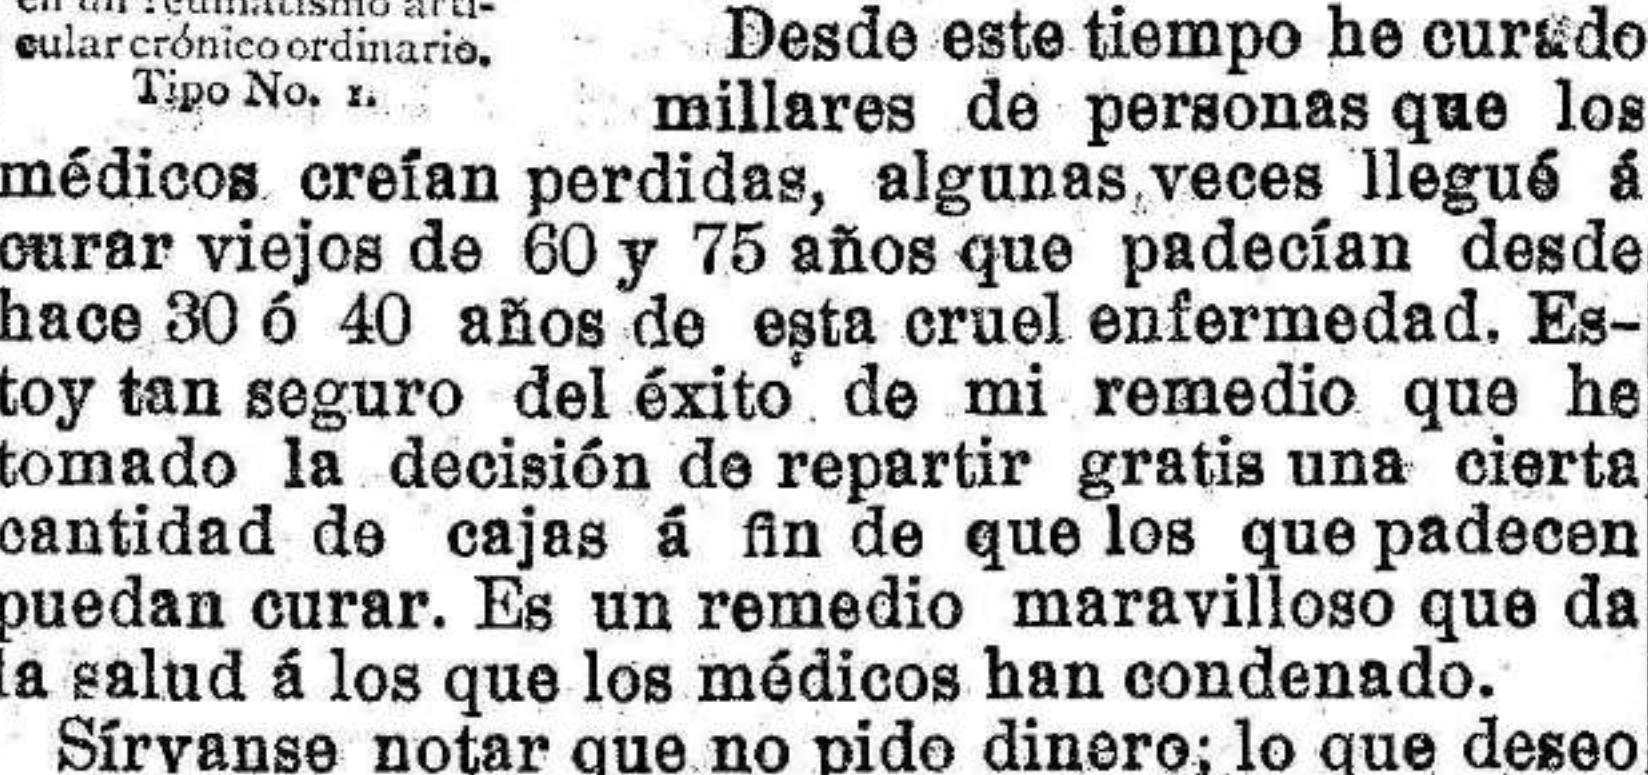 en un reumatismo arti-
cular crónico ordinario.
Tipo No. 1.
Desde este tiempo he curado
millares de personas que los
médicos creían perdidas, algunas veces llegué á
curar viejos de 60 y 75 años que padecían desde
hace 30 ó 40 años de esta cruel enfermedad. Es-
toy tan seguro del éxito de mi remedio que he
tomado la decisión de repartir gratis una cierta
cantidad de cajas á fin de que los que padecen
puedan curar. Es un remedio maravilloso que da
la salud á los que los médicos han condenado.
Sírvanse notar que no pido dinero; lo que deseo